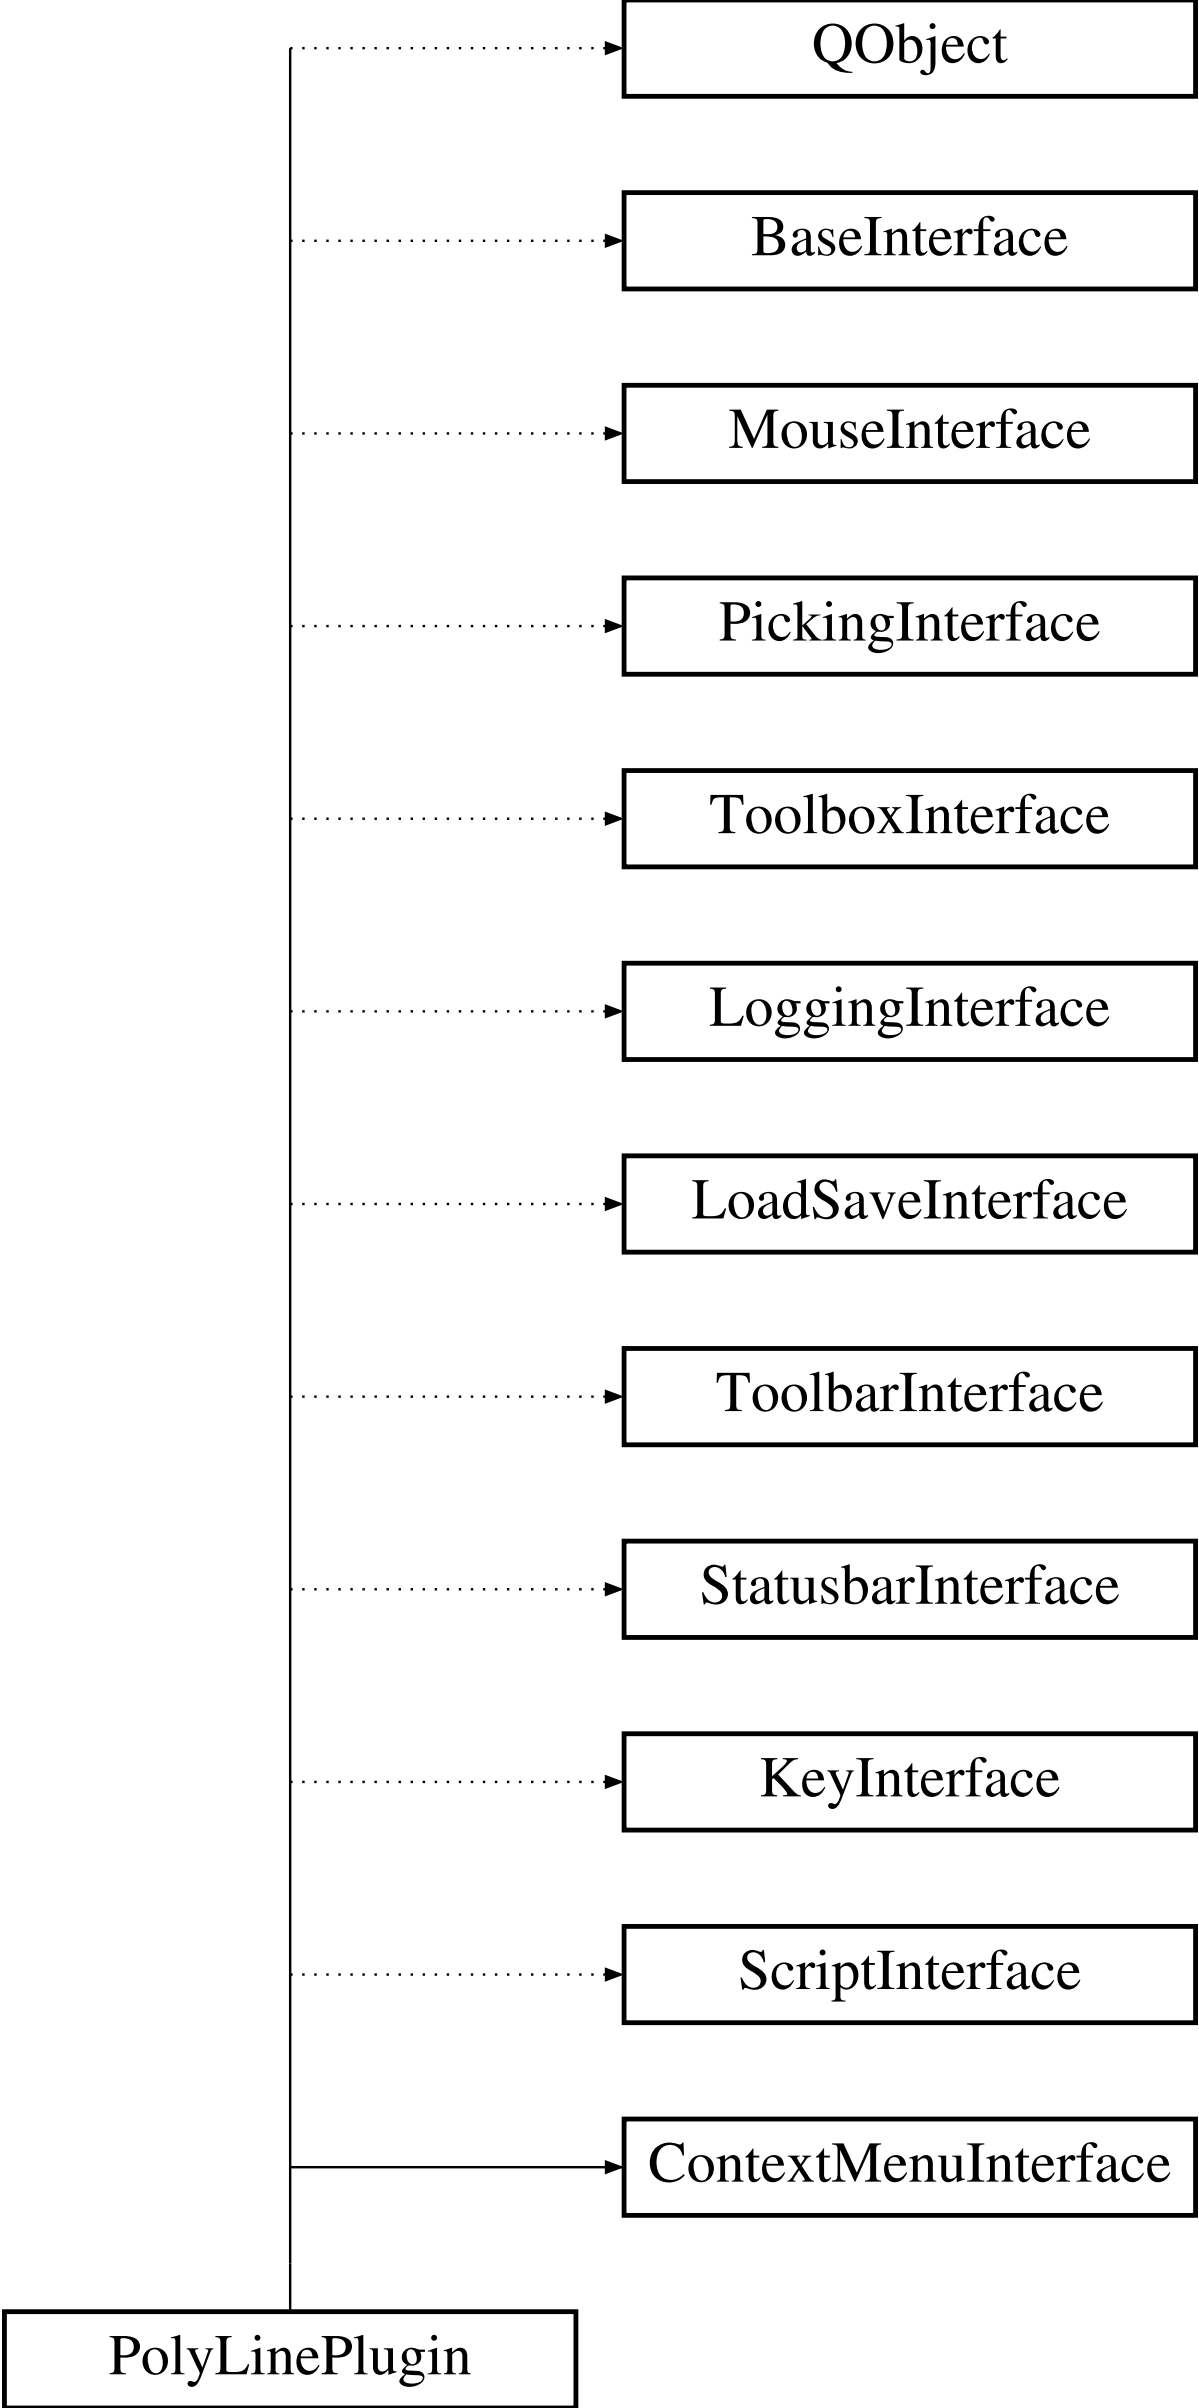 QObject
BaseInterface
MouseInterface
PickingInterface
ToolboxInterface
LoggingInterface
LoadSaveInterface
ToolbarInterface
StatusbarInterface
KeyInterface
ScriptInterface
ContextMenuInterface
PolyLinePlugin